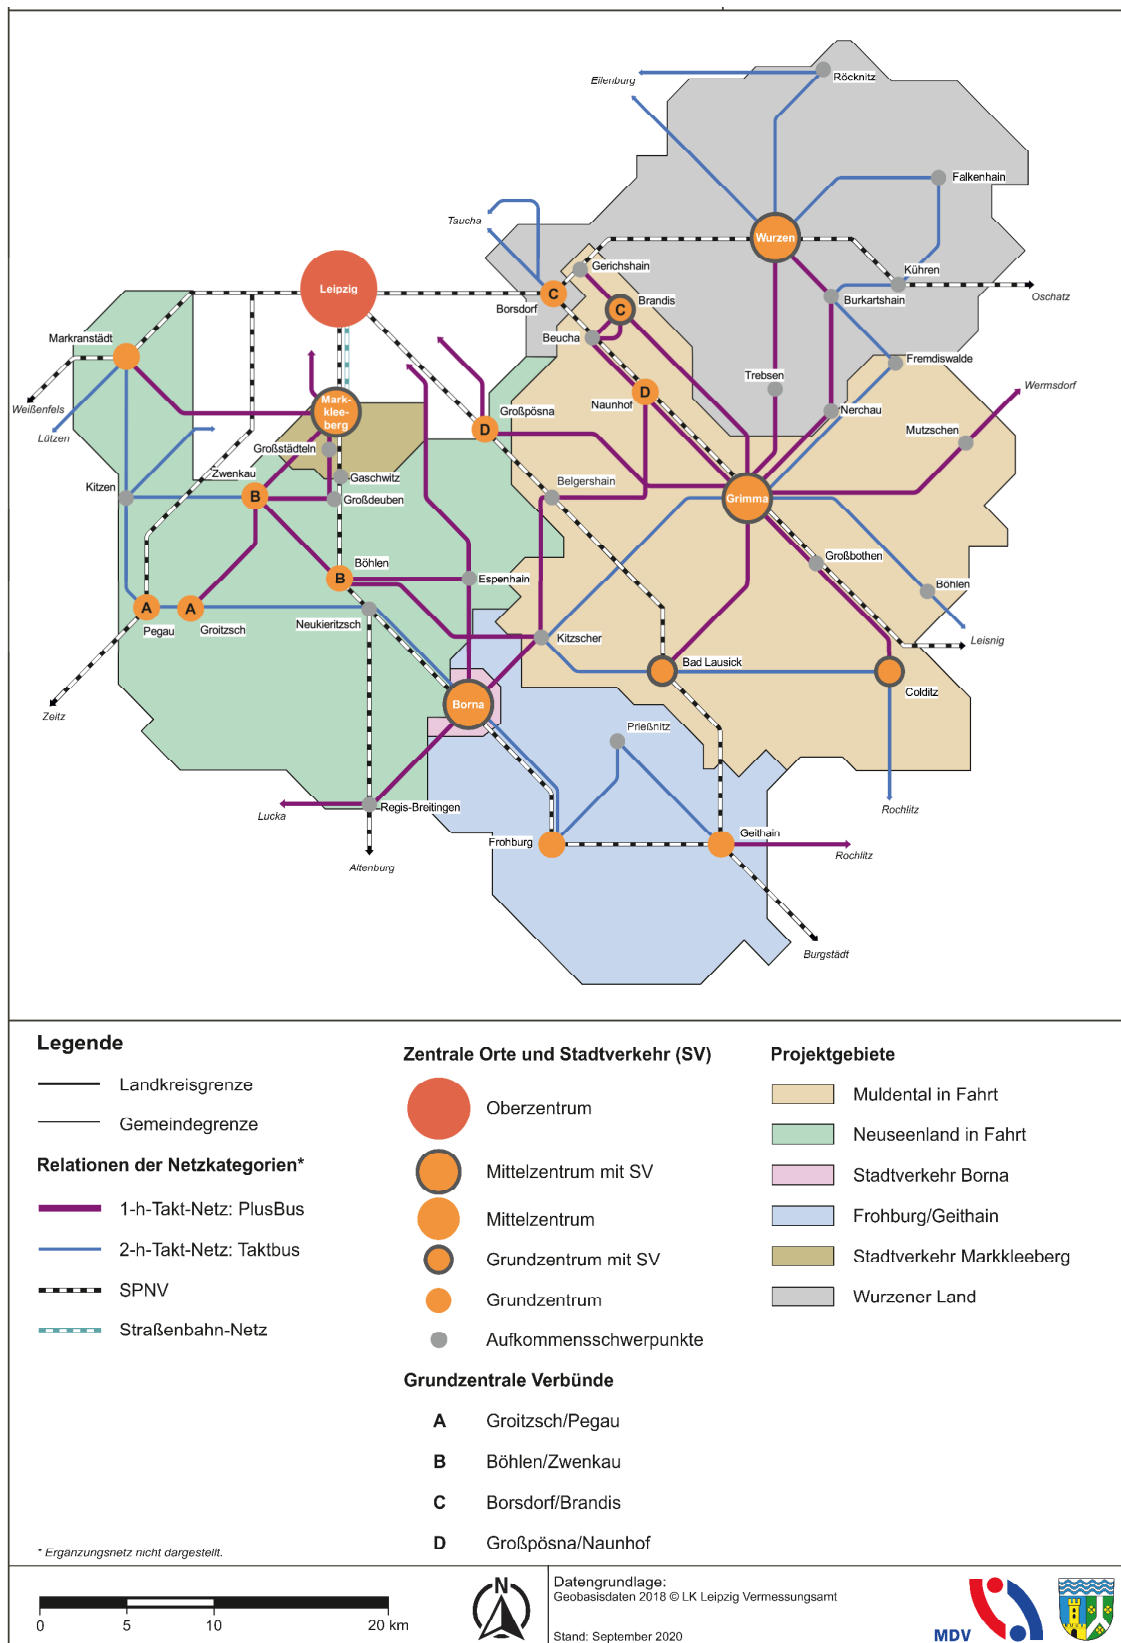 Eilenburg
Röcknitz
Falkenhain
Taucha
Wurzen
Gerichshain
Kühren
Leipzig
Oschatz
Borsdorf
C
Brandis
C
Burkartshain
Markranstädt
Beucha
Fremdiswalde
Trebsen
Wermsdorf
Weißenfels
Mark-
klee-
berg
Großpösna
D
Naunhof
D
Nerchau
Lützen
Mutzschen
Großstädteln
Zwenkau
Gaschwitz
Belgershain
Kitzen
B
Großdeuben
Grimma
Böhlen
B
Espenhain
Großbothen
Böhlen
A
A
Pegau
Groitzsch
Neukieritzsch
Kitzscher
Leisnig
Bad Lausick
Colditz
Zeitz
Borna
Prießnitz
Lucka
Regis-Breitingen
Rochlitz
Frohburg
Geithain
Rochlitz
Altenburg
Burgstädt
Legende
Landkreisgrenze
Gemeindegrenze
Relationen der Netzkategorien*
1-h-Takt-Netz: PlusBus
2-h-Takt-Netz: Taktbus
SPNV
Straßenbahn-Netz
* Ergänzungsnetz nicht dargestellt.
Zentrale Orte und Stadtverkehr (SV)
Oberzentrum
Mittelzentrum mit SV
Mittelzentrum
Grundzentrum mit SV
Grundzentrum
Aufkommensschwerpunkte
Grundzentrale Verbünde
A Groitzsch/Pegau
B Böhlen/Zwenkau
C Borsdorf/Brandis
D Großpösna/Naunhof
Projektgebiete
Muldental in Fahrt
Neuseenland in Fahrt
Stadtverkehr Borna
Frohburg/Geithain
Stadtverkehr Markkleeberg
Wurzener Land
0 5 10 20 km
N
Datengrundlage:
Geobasisdaten 2018 © LK Leipzig Vermessungsamt
Stand: September 2020
MDV